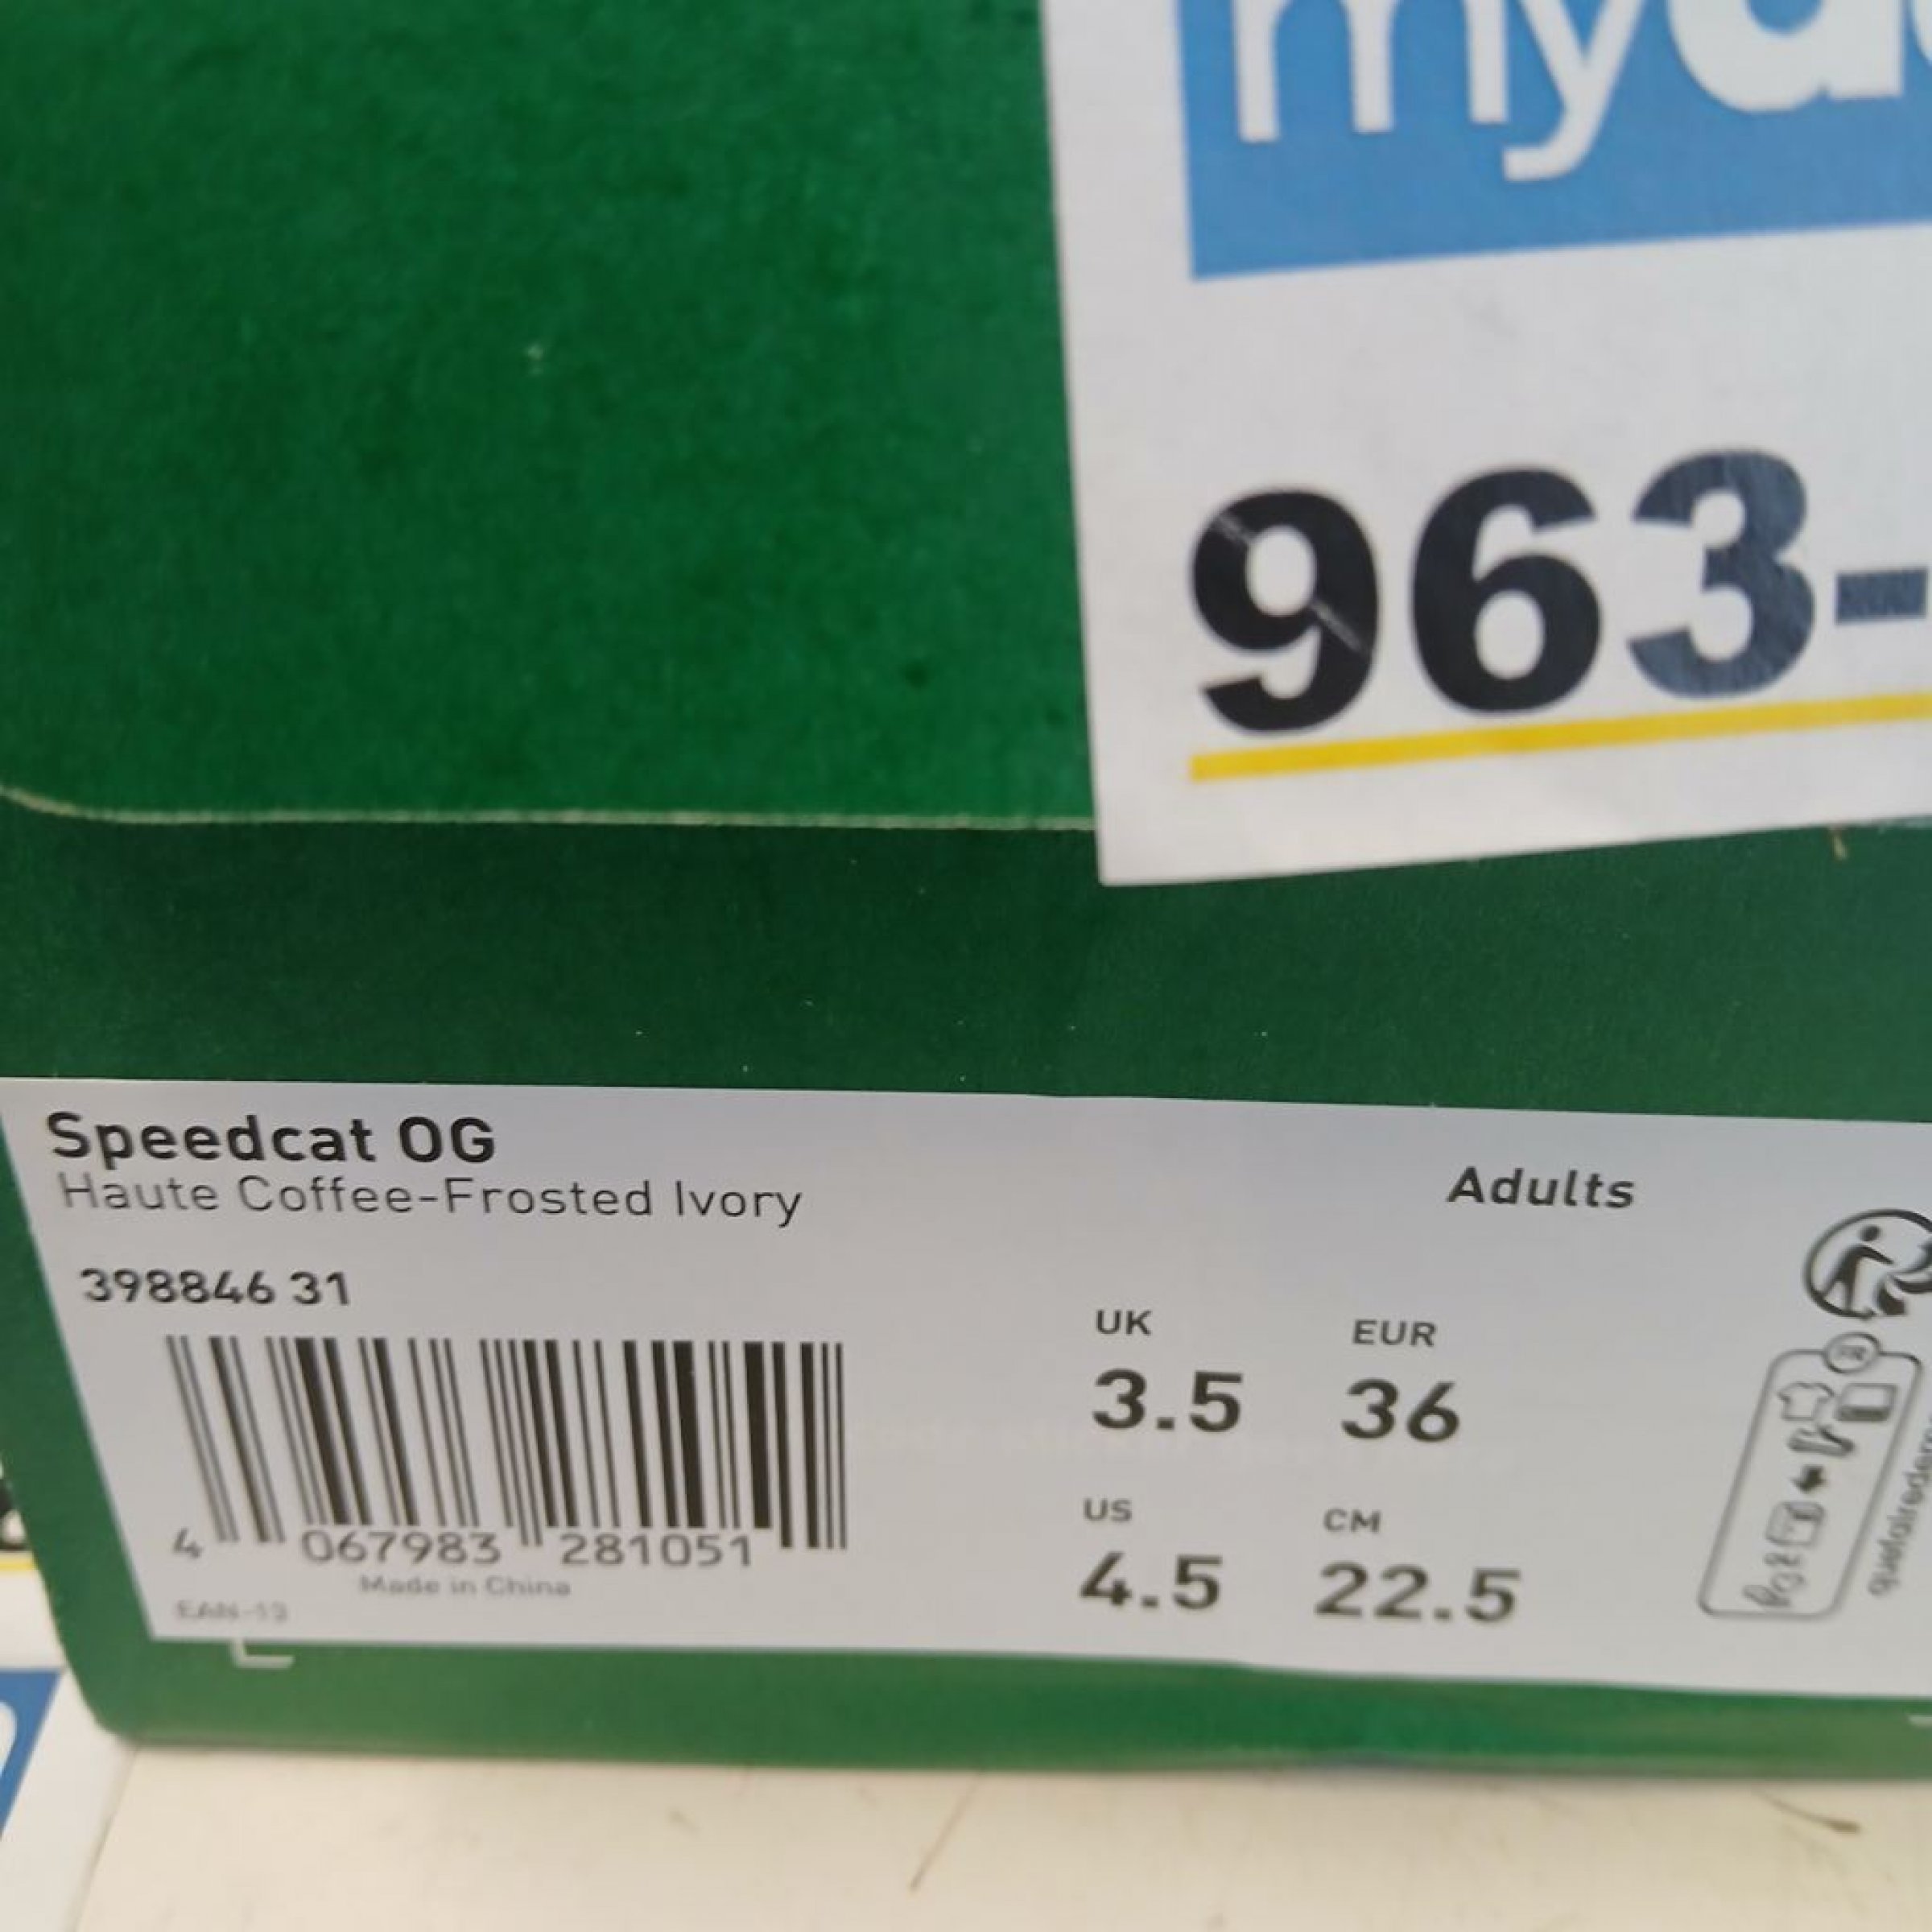 my
963-
Speedcat OG
Haute Coffee-Frosted Ivory
Adults
398846 31
UK
EUR
3.5
36
US
CM
4.5
22.5
4 067983 281051
Made in China
EAN-13
FR